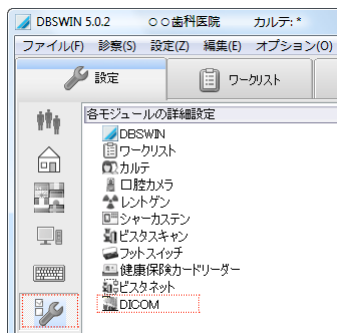 DBSWIN 5.0.2 ○○歯科医院 カルテ: *
ファイル(F) 診察(S) 設定(Z) 編集(E) オプション(O)
設定 ワークリスト
各モジュールの詳細設定
DBSWIN
ワークリスト
カルテ
口腔カメラ
レントゲン
シャーカステン
ビスタスキャン
フットスイッチ
健康保険カードリーダー
ビスタネット
DICOM